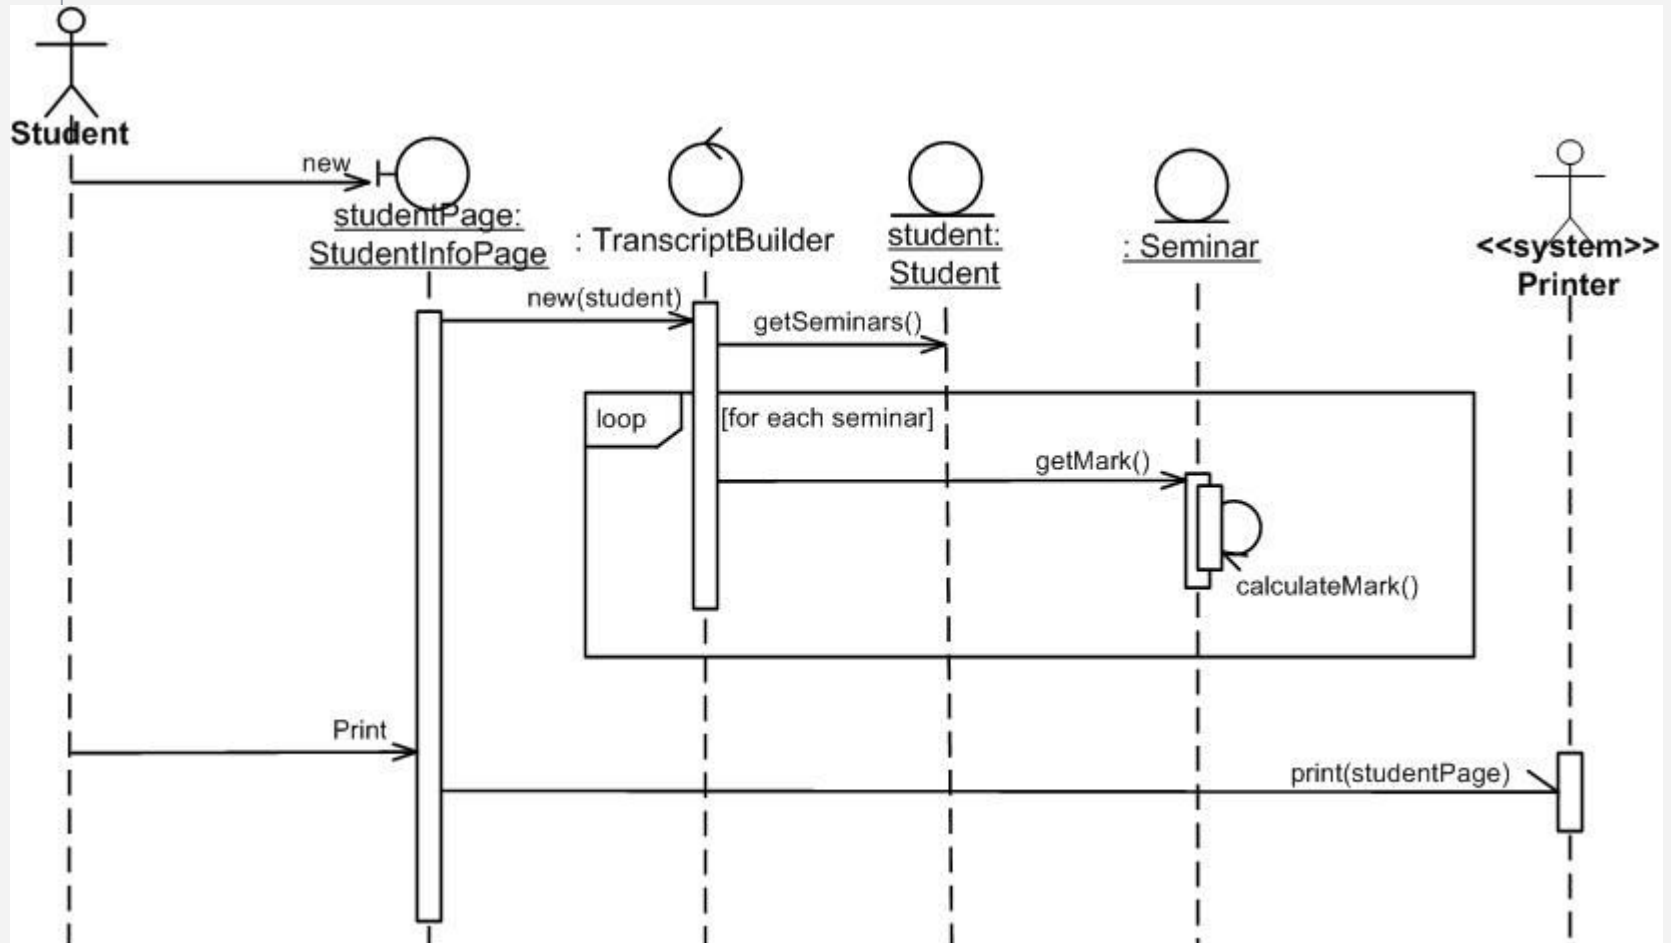 Student
new
studentPage:
StudentInfoPage
: TranscriptBuilder
student:
Student
: Seminar
<<system>>
Printer
new(student)
getSeminars()
loop
[for each seminar]
getMark()
calculateMark()
Print
print(studentPage)